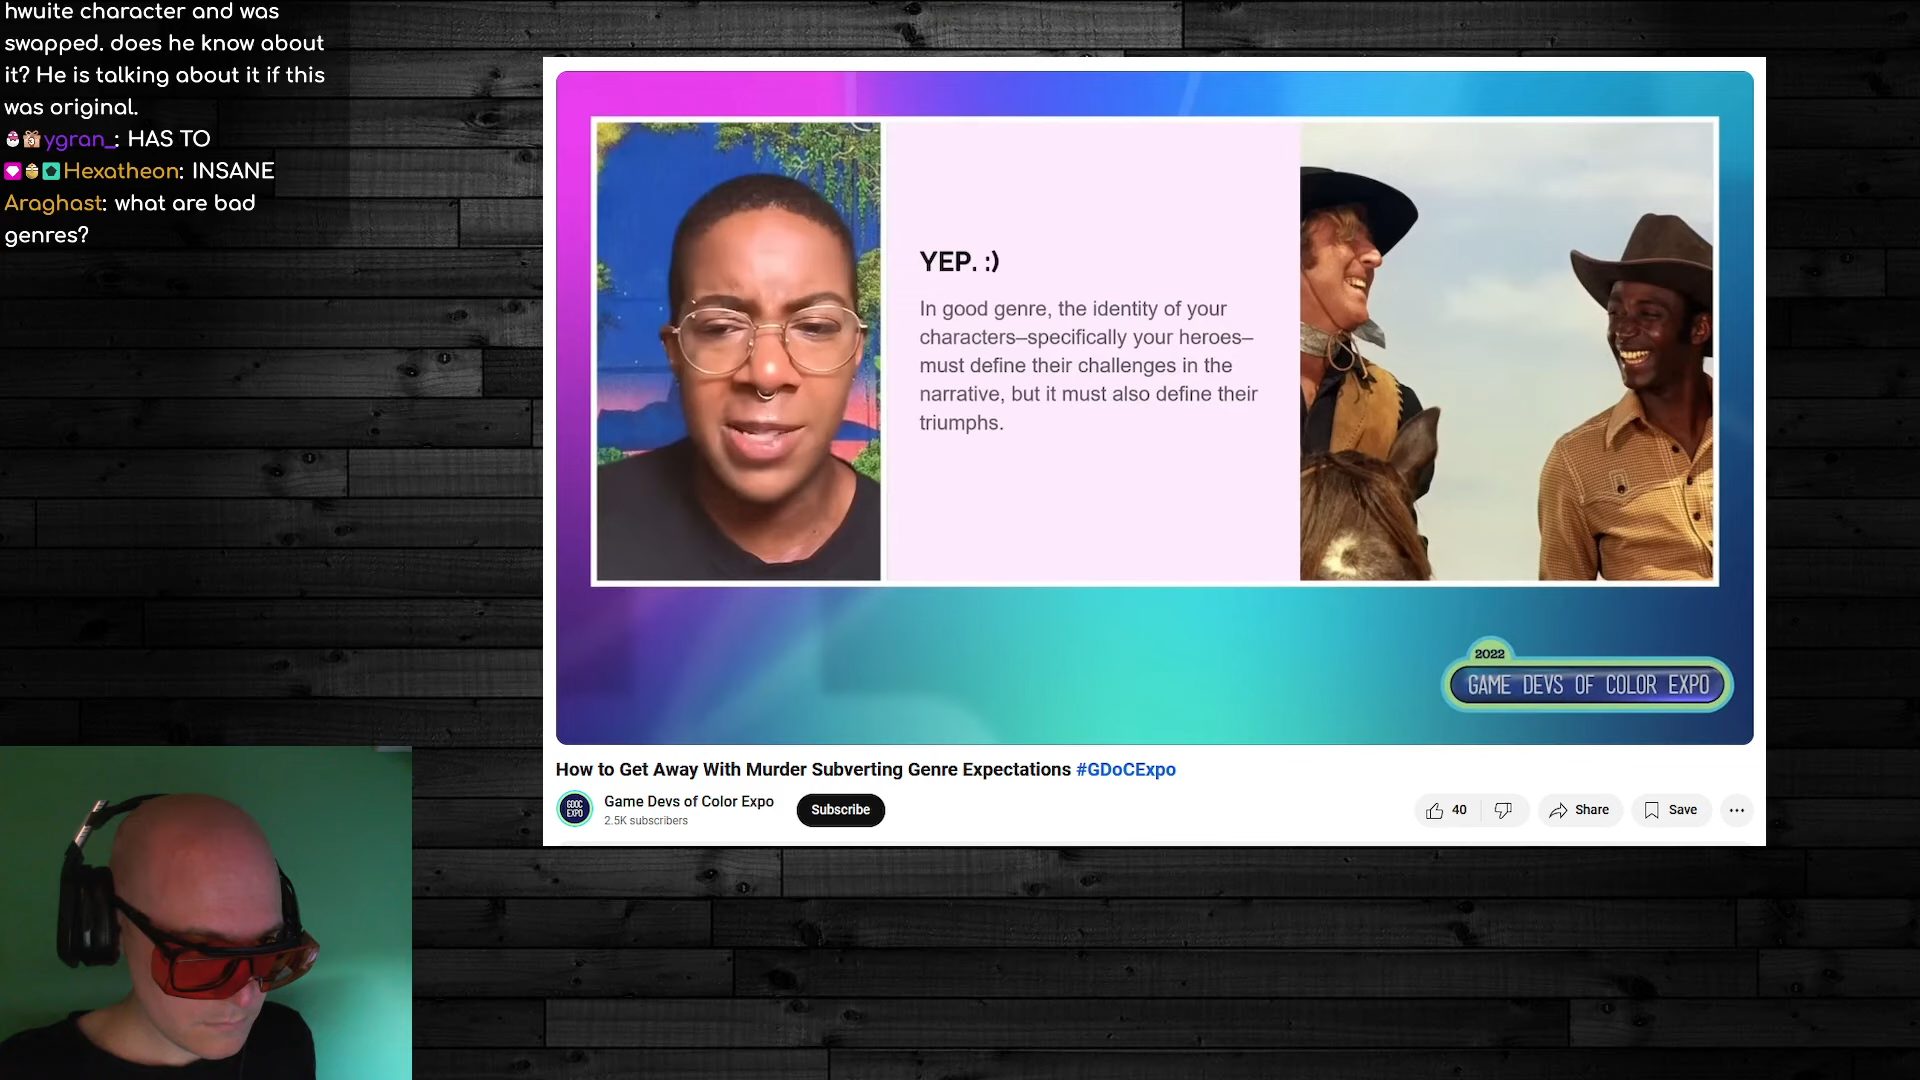 hwuite character and was
swapped. does he know about
it? He is talking about it if this
was original.
ygran_: HAS TO
Hexatheon: INSANE
Araghast: what are bad
genres?
YEP. :)
In good genre, the identity of your
characters–specifically your heroes–
must define their challenges in the
narrative, but it must also define their
triumphs.
2022
GAME DEVS OF COLOR EXPO
How to Get Away With Murder Subverting Genre Expectations #GDoCExpo
GDOC
EXPO
Game Devs of Color Expo
2.5K subscribers
Subscribe
40
Share
Save